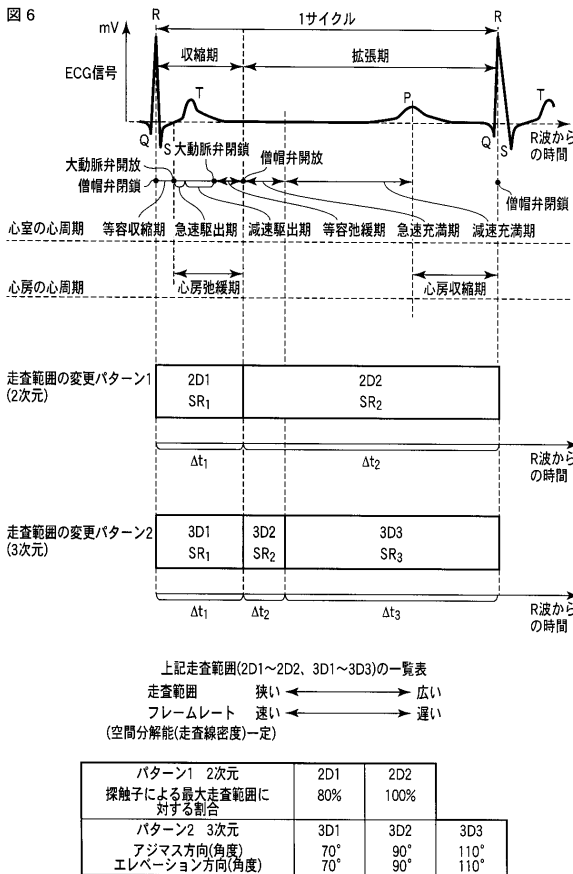 図6
R
1サイクル
R
mV
収縮期
拡張期
ECG信号
T
P
T
Q
S
Q
S
R波から
の時間
大動脈弁閉鎖
僧帽弁開放
大動脈弁開放
僧帽弁閉鎖
僧帽弁閉鎖
心室の心周期
等容収縮期
急速駆出期
減速駆出期
等容弛緩期
急速充満期
減速充満期
心房の心周期
心房弛緩期
心房収縮期
走査範囲の変更パターン1
(2次元)
2D1
SR1
2D2
SR2
Δt1
Δt2
R波から
の時間
走査範囲の変更パターン2
(3次元)
3D1
SR1
3D2
SR2
3D3
SR3
Δt1
Δt2
Δt3
R波から
の時間
上記走査範囲(2D1～2D2、3D1～3D3)の一覧表
走査範囲 狭い 広い
フレームレート 速い 遅い
(空間分解能(走査線密度)一定)
パターン1 2次元 2D1 2D2
探触子による最大走査範囲に
対する割合
80% 100%
パターン2 3次元 3D1 3D2 3D3
アジマス方向(角度) 70° 90° 110°
エレベーション方向(角度) 70° 90° 110°